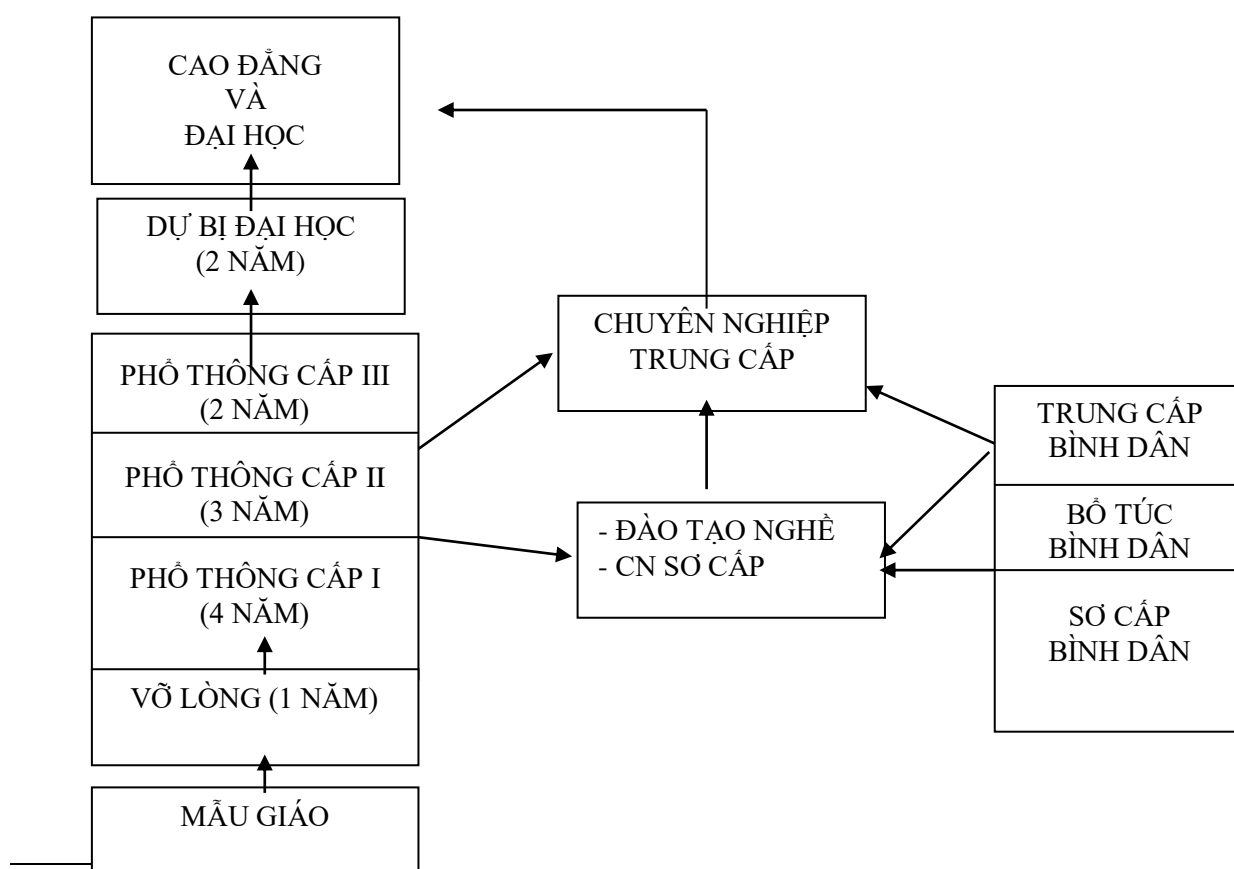 CAO ĐẲNG
VÀ
ĐẠI HỌC
DỰ BỊ ĐẠI HỌC
(2 NĂM)
PHỔ THÔNG CẤP III
(2 NĂM)
PHỔ THÔNG CẤP II
(3 NĂM)
PHỔ THÔNG CẤP I
(4 NĂM)
VỠ LÒNG (1 NĂM)
MẪU GIÁO
CHUYÊN NGHIỆP
TRUNG CẤP
- ĐÀO TẠO NGHỀ
- CN SƠ CẤP
TRUNG CẤP
BÌNH DÂN
BỔ TÚC
BÌNH DÂN
SƠ CẤP
BÌNH DÂN